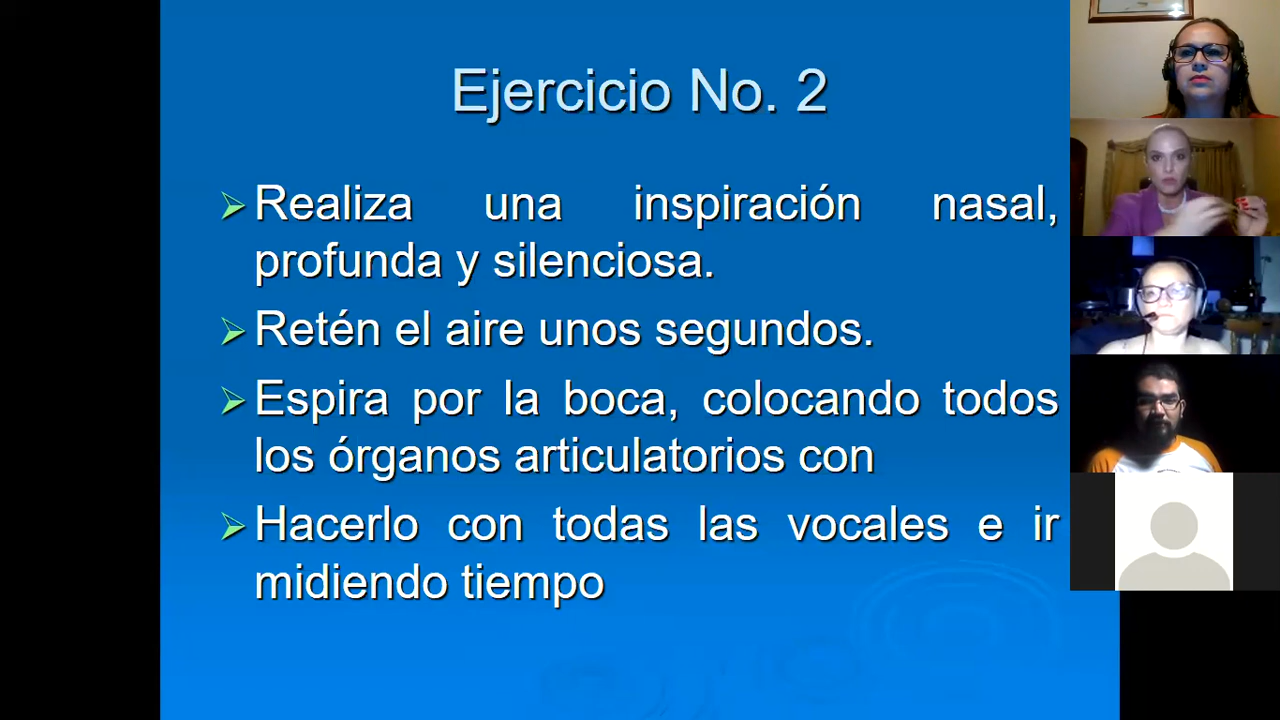 Ejercicio No. 2
Realiza una inspiración nasal,
profunda y silenciosa.
Retén el aire unos segundos.
Espira por la boca, colocando todos
los órganos articulatorios con
Hacerlo con todas las vocales e ir
midiendo tiempo